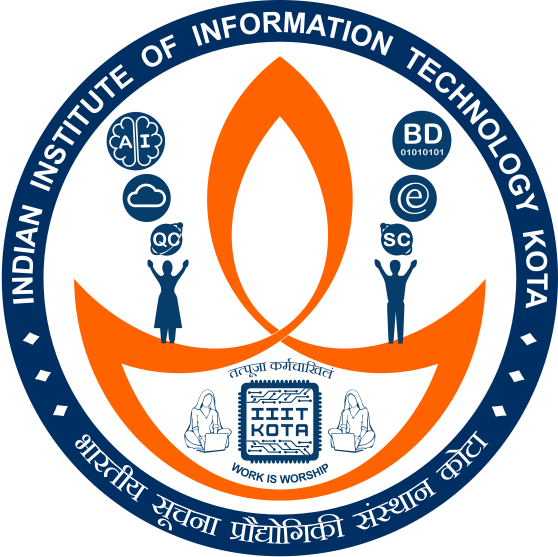 INDIAN INSTITUTE OF INFORMATION TECHNOLOGY KOTA
AI
BD
01010101
e
QC
SC
तत्पूजा कर्मचाखिलं
IIIT
KOTA
WORK IS WORSHIP
भारतीय सूचना प्रौद्योगिकी संस्थान कोटा